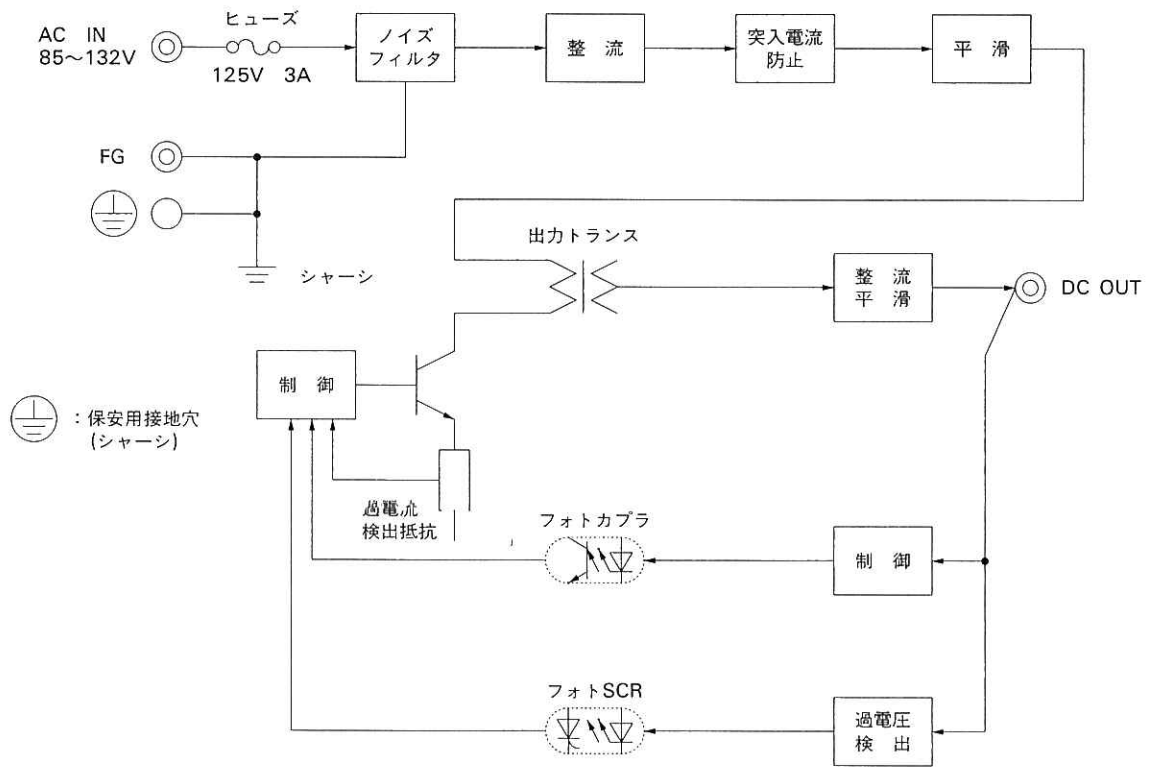 AC IN
85〜132V
ヒューズ
125V 3A
ノイズ
フィルタ
整 流
突入電流
防止
平 滑
FG
シャーシ
出力トランス
整 流
平 滑
DC OUT
制 御
:保安用接地穴
(シャーシ)
過電流
検出抵抗
フォトカプラ
制 御
フォトSCR
過電圧
検 出